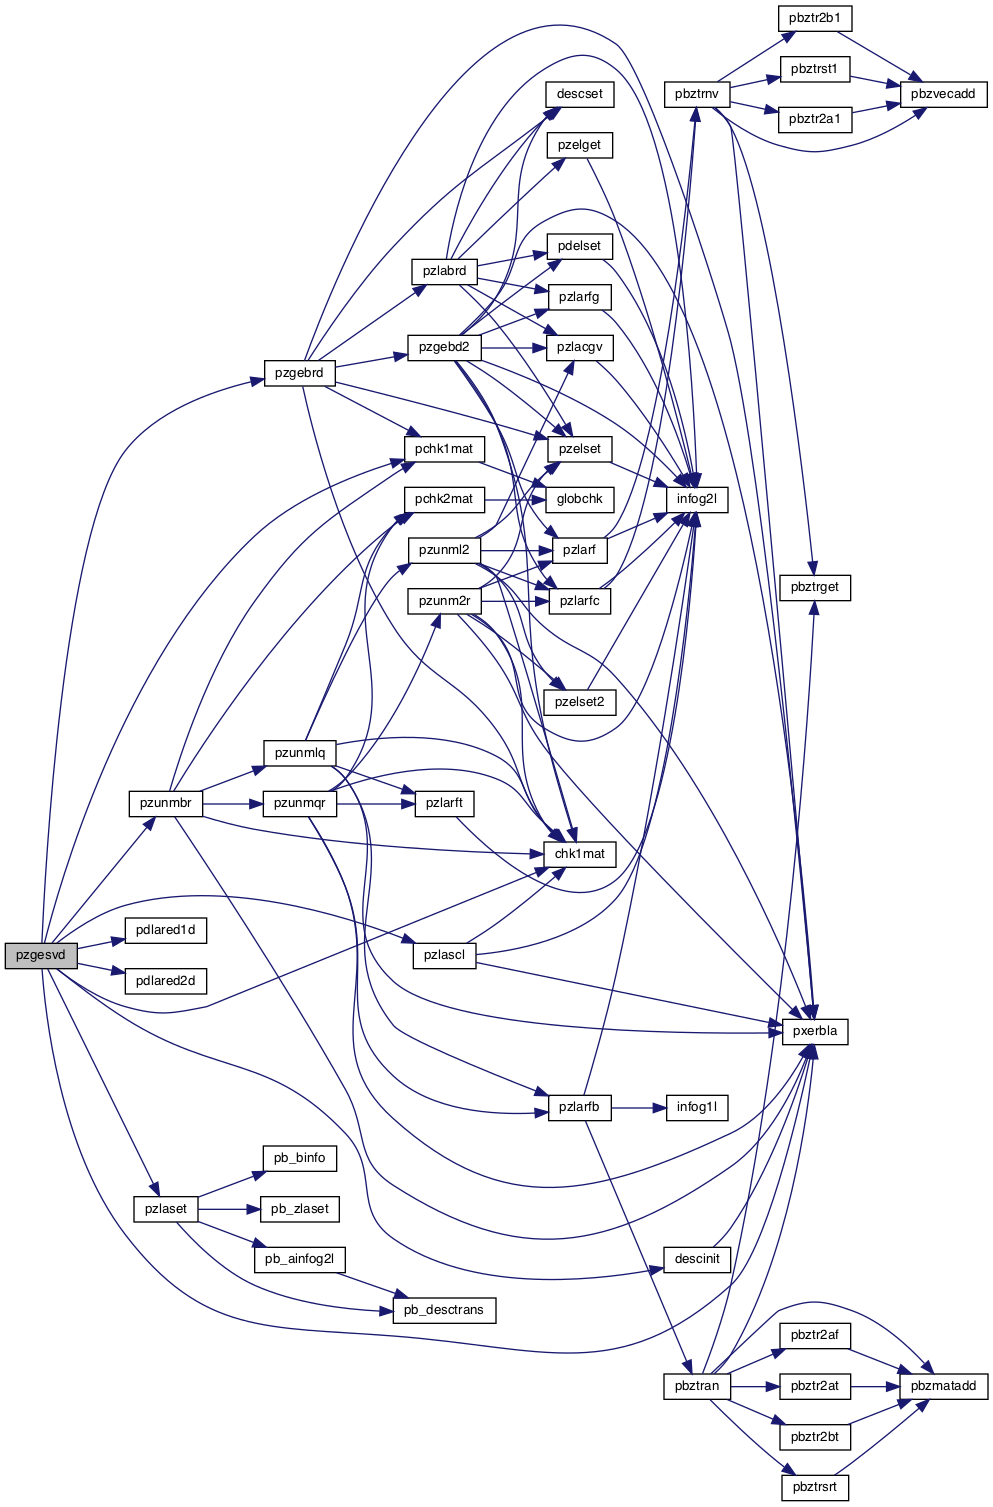 pbztr2b1
pbztrst1
pbztrnv
descset
pbzvecadd
pbztr2a1
pzelget
pdelset
pzlabrd
pzlarfg
pzgebd2
pzlacgv
pzgebrd
pchk1mat
pzelset
pchk2mat
globchk
infog2l
pzunml2
pzlarf
pbztrget
pzunm2r
pzlarfc
pzelset2
pzunmlq
pzunmbr
pzunmqr
pzlarft
chk1mat
pdlared1d
pzgesvd
pzlascl
pdlared2d
pxerbla
pzlarfb
infog1l
pb_binfo
pzlaset
pb_zlaset
pb_ainfog2l
descinit
pb_desctrans
pbztr2af
pbztran
pbztr2at
pbzmatadd
pbztr2bt
pbztrsrt